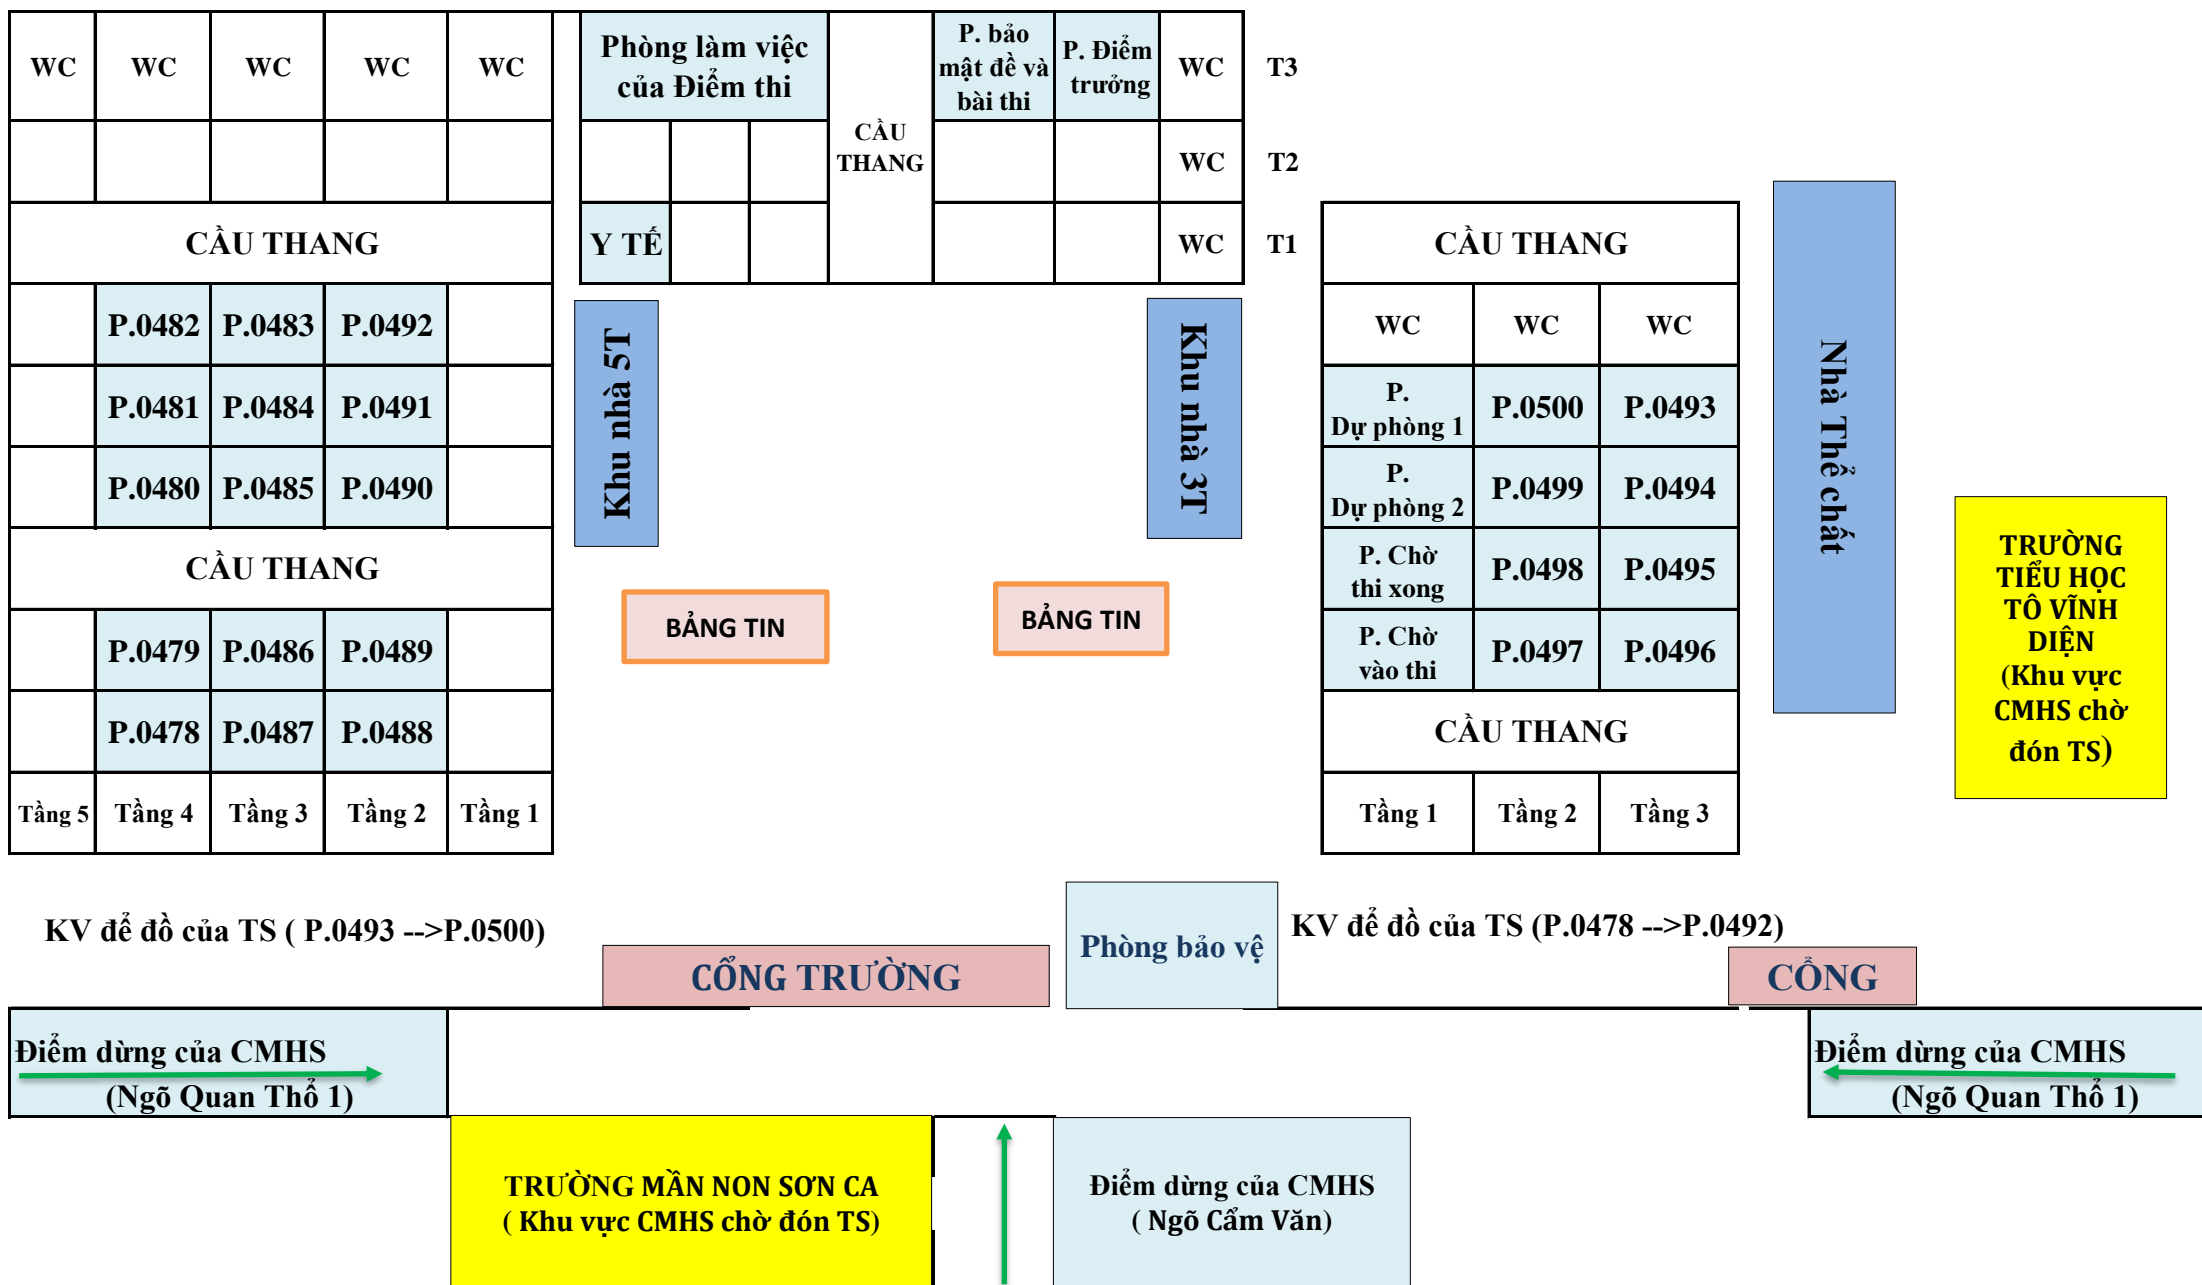 WC WC WC WC WC
CẦU THANG
P.0482 P.0483 P.0492
P.0481 P.0484 P.0491
P.0480 P.0485 P.0490
CẦU THANG
P.0479 P.0486 P.0489
P.0478 P.0487 P.0488
Tầng 5 Tầng 4 Tầng 3 Tầng 2 Tầng 1
Phòng làm việc
của Điểm thi
CẦU
THANG
P. bảo
mật đề và
bài thi
P. Điểm
trưởng
WC T3
WC T2
Y TẾ
WC T1
Khu nhà 5T
Khu nhà 3T
BẢNG TIN
BẢNG TIN
CẦU THANG
WC WC WC
P.
Dự phòng 1
P.0500 P.0493
P.
Dự phòng 2
P.0499 P.0494
P. Chờ
thi xong
P.0498 P.0495
P. Chờ
vào thi
P.0497 P.0496
CẦU THANG
Tầng 1 Tầng 2 Tầng 3
Nhà Thể chất
TRƯỜNG
TIỂU HỌC
TÔ VĨNH
DIỆN
(Khu vực
CMHS chờ
đón TS)
KV để đồ của TS ( P.0493 -->P.0500)
CỔNG TRƯỜNG
Phòng bảo vệ
KV để đồ của TS (P.0478 -->P.0492)
CỔNG
Điểm dừng của CMHS
(Ngõ Quan Thổ 1)
Điểm dừng của CMHS
(Ngõ Quan Thổ 1)
TRƯỜNG MẦN NON SƠN CA
( Khu vực CMHS chờ đón TS)
Điểm dừng của CMHS
( Ngõ Cẩm Văn)